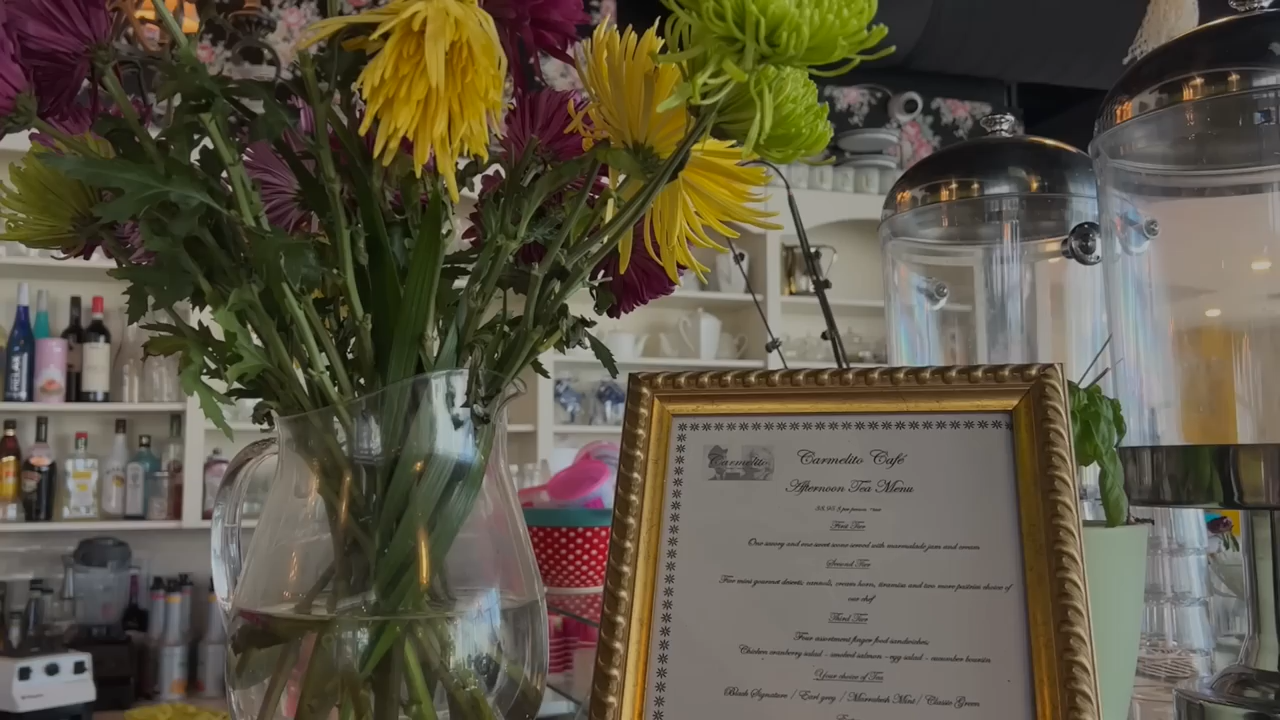 Carmelito
Carmelito Café
Afternoon Tea Menu
First Tier
One savory and one sweet scone served with marmalade jam and cream
Second Tier
Five mini gourmet deserts, cannoli, cream horn, tiramisu and two more pastries choice of
our chef
Third Tier
Four assortment finger food sandwiches
Chicken cranberry salad - smoked salmon - egg salad - cucumber
Your choice of Tea
Black Signature / Earl grey / Marrakesh Mint / Classic Green